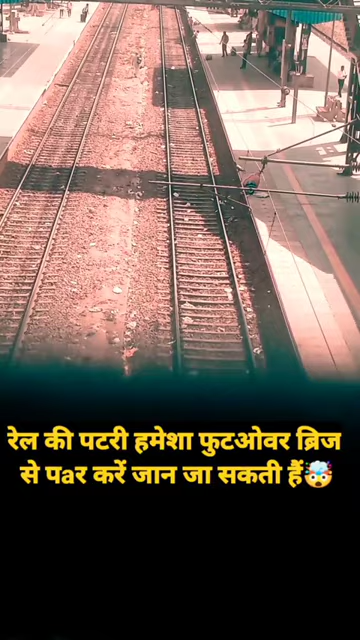 रेल की पटरी हमेशा फुटओवर ब्रिज
से पaर करें जान जा सकती हैं🤯